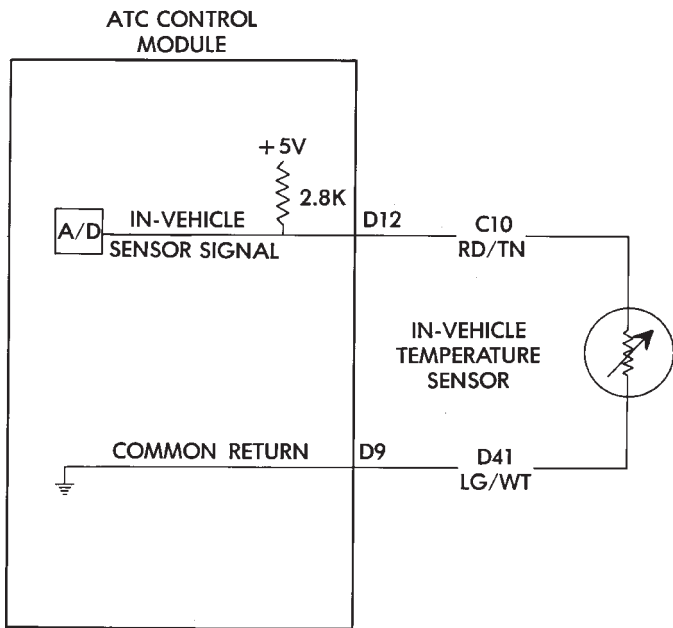 ATC CONTROL
MODULE
+5V
2.8K
A/D
IN-VEHICLE
SENSOR SIGNAL
D12
C10
RD/TN
IN-VEHICLE
TEMPERATURE
SENSOR
COMMON RETURN
D9
D41
LG/WT